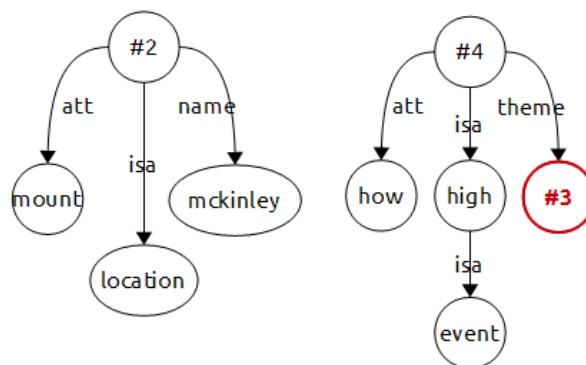 #2
att
name
isa
mount
mckinley
location
#4
att
isa
theme
how
high
#3
isa
event